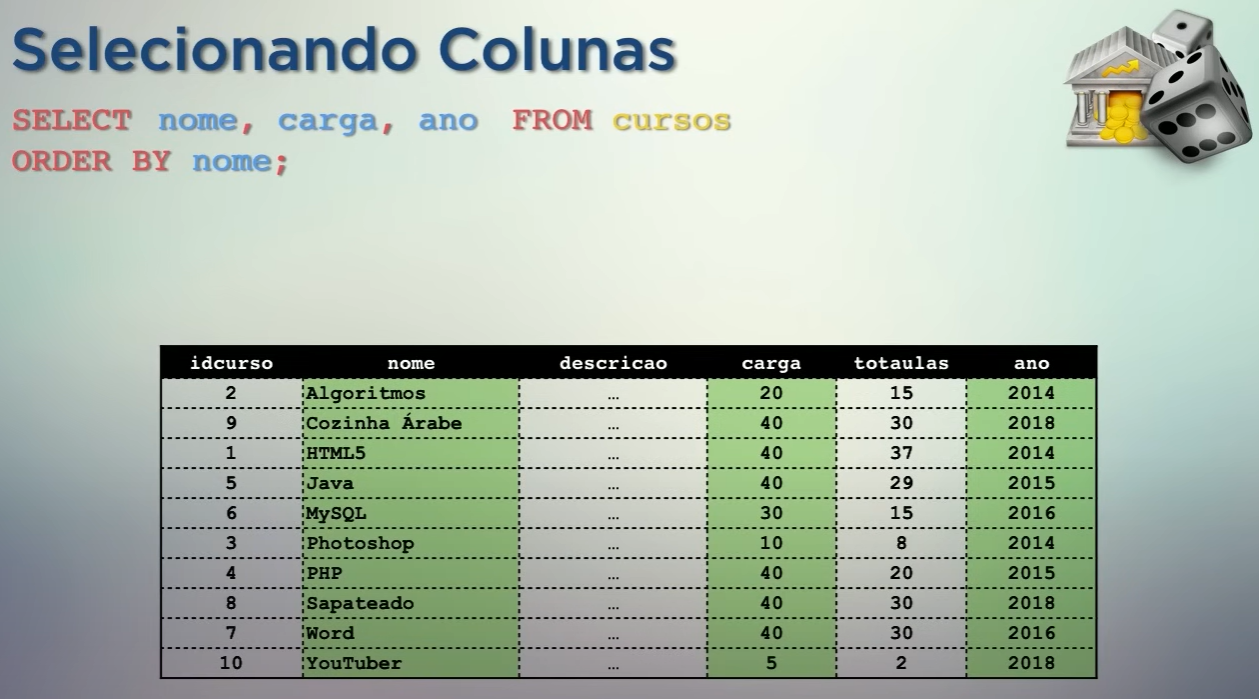 Selecionando Colunas
SELECT nome, carga, ano FROM cursos
ORDER BY nome;
idcurso nome descricao carga totaulas ano
2 Algoritmos … 20 15 2014
9 Cozinha Árabe … 40 30 2018
1 HTML5 … 40 37 2014
5 Java … 40 29 2015
6 MySQL … 30 15 2016
3 Photoshop … 10 8 2014
4 PHP … 40 20 2015
8 Sapateado … 40 30 2018
7 Word … 40 30 2016
10 YouTuber … 5 2 2018